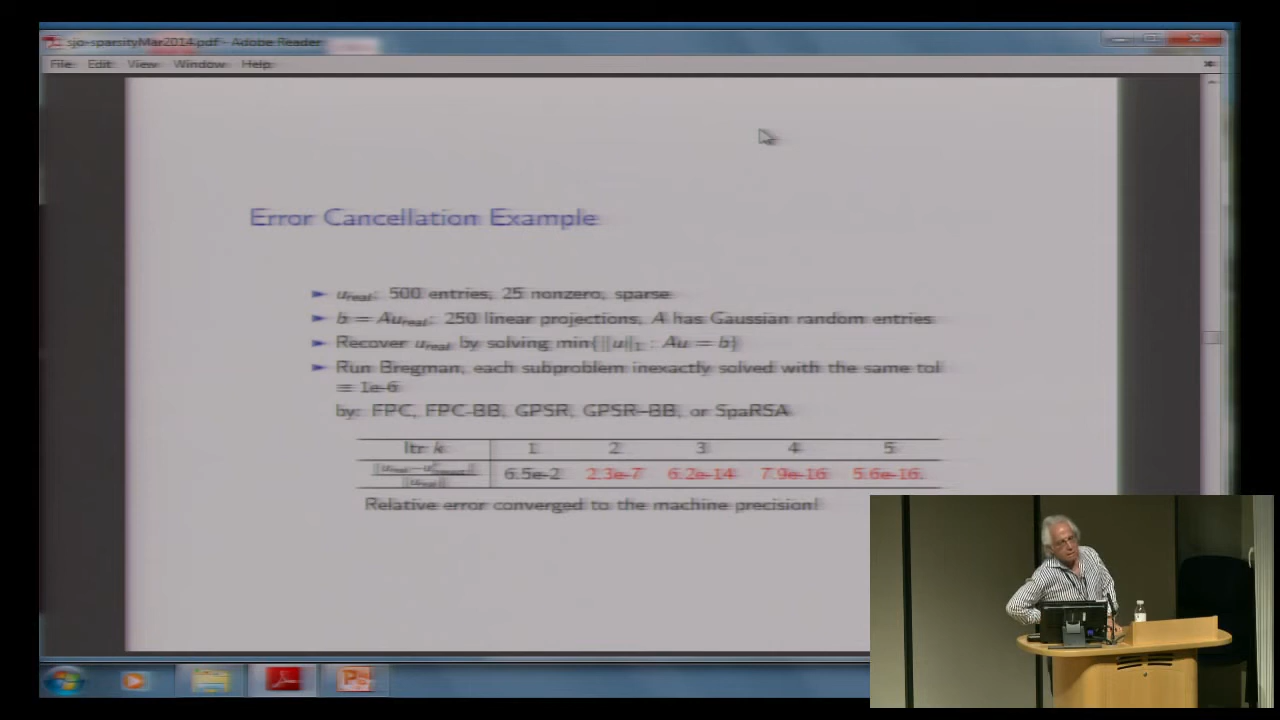 sjo-sparsityMar2014.pdf - Adobe Reader
File Edit View Window Help
Error Cancellation Example
► u_real: 500 entries, 25 nonzero, sparse
► b = Au_real: 250 linear projections, A has Gaussian random entries
► Recover u_real by solving min{||u||₁ : Au = b}
► Run Bregman, each subproblem inexactly solved with the same tol
= 1e-6
by: FPC, FPC-BB, GPSR, GPSR–BB, or SpaRSA
Itr k 1 2 3 4 5
6.5e-2 2.3e-7 6.2e-14 7.9e-16 5.6e-16
Relative error converged to the machine precision!